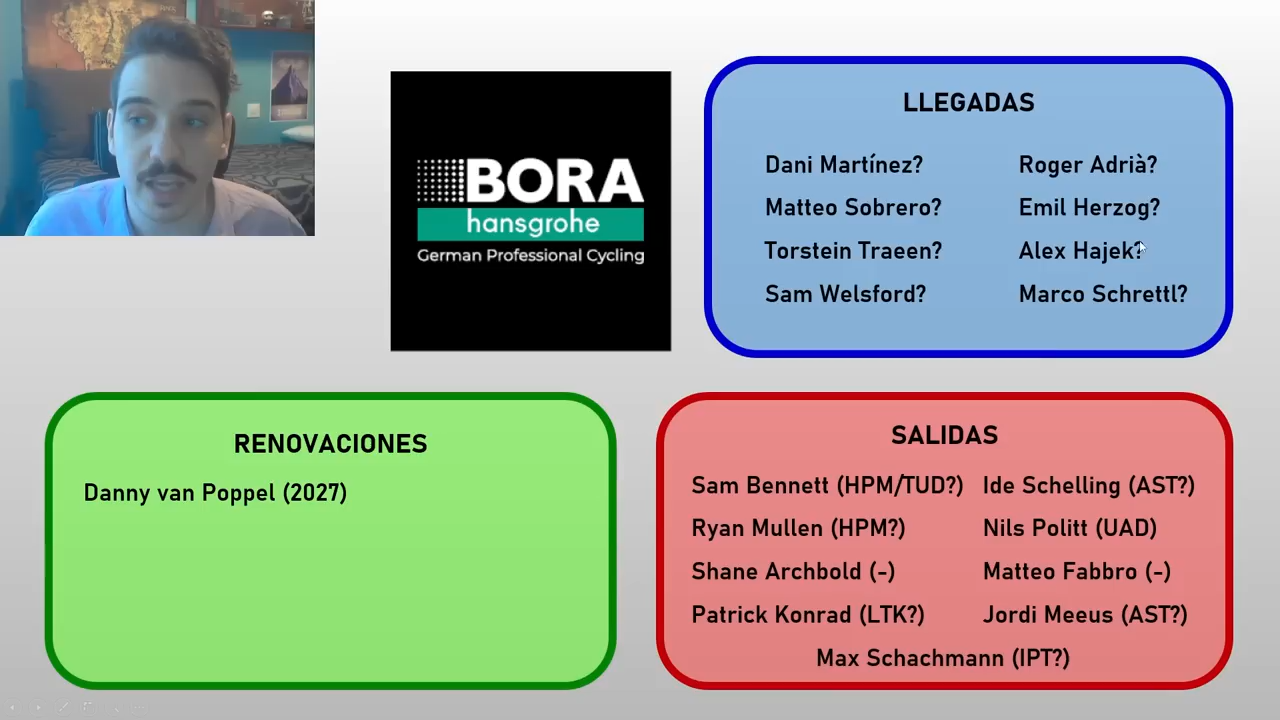 BORA
hansgrohe
German Professional Cycling
LLEGADAS
Dani Martínez?
Matteo Sobrero?
Torstein Traeen?
Sam Welsford?
Roger Adrià?
Emil Herzog?
Alex Hajek?
Marco Schrettl?
RENOVACIONES
Danny van Poppel (2027)
SALIDAS
Sam Bennett (HPM/TUD?)
Ryan Mullen (HPM?)
Shane Archbold (-)
Patrick Konrad (LTK?)
Ide Schelling (AST?)
Nils Politt (UAD)
Matteo Fabbro (-)
Jordi Meeus (AST?)
Max Schachmann (IPT?)